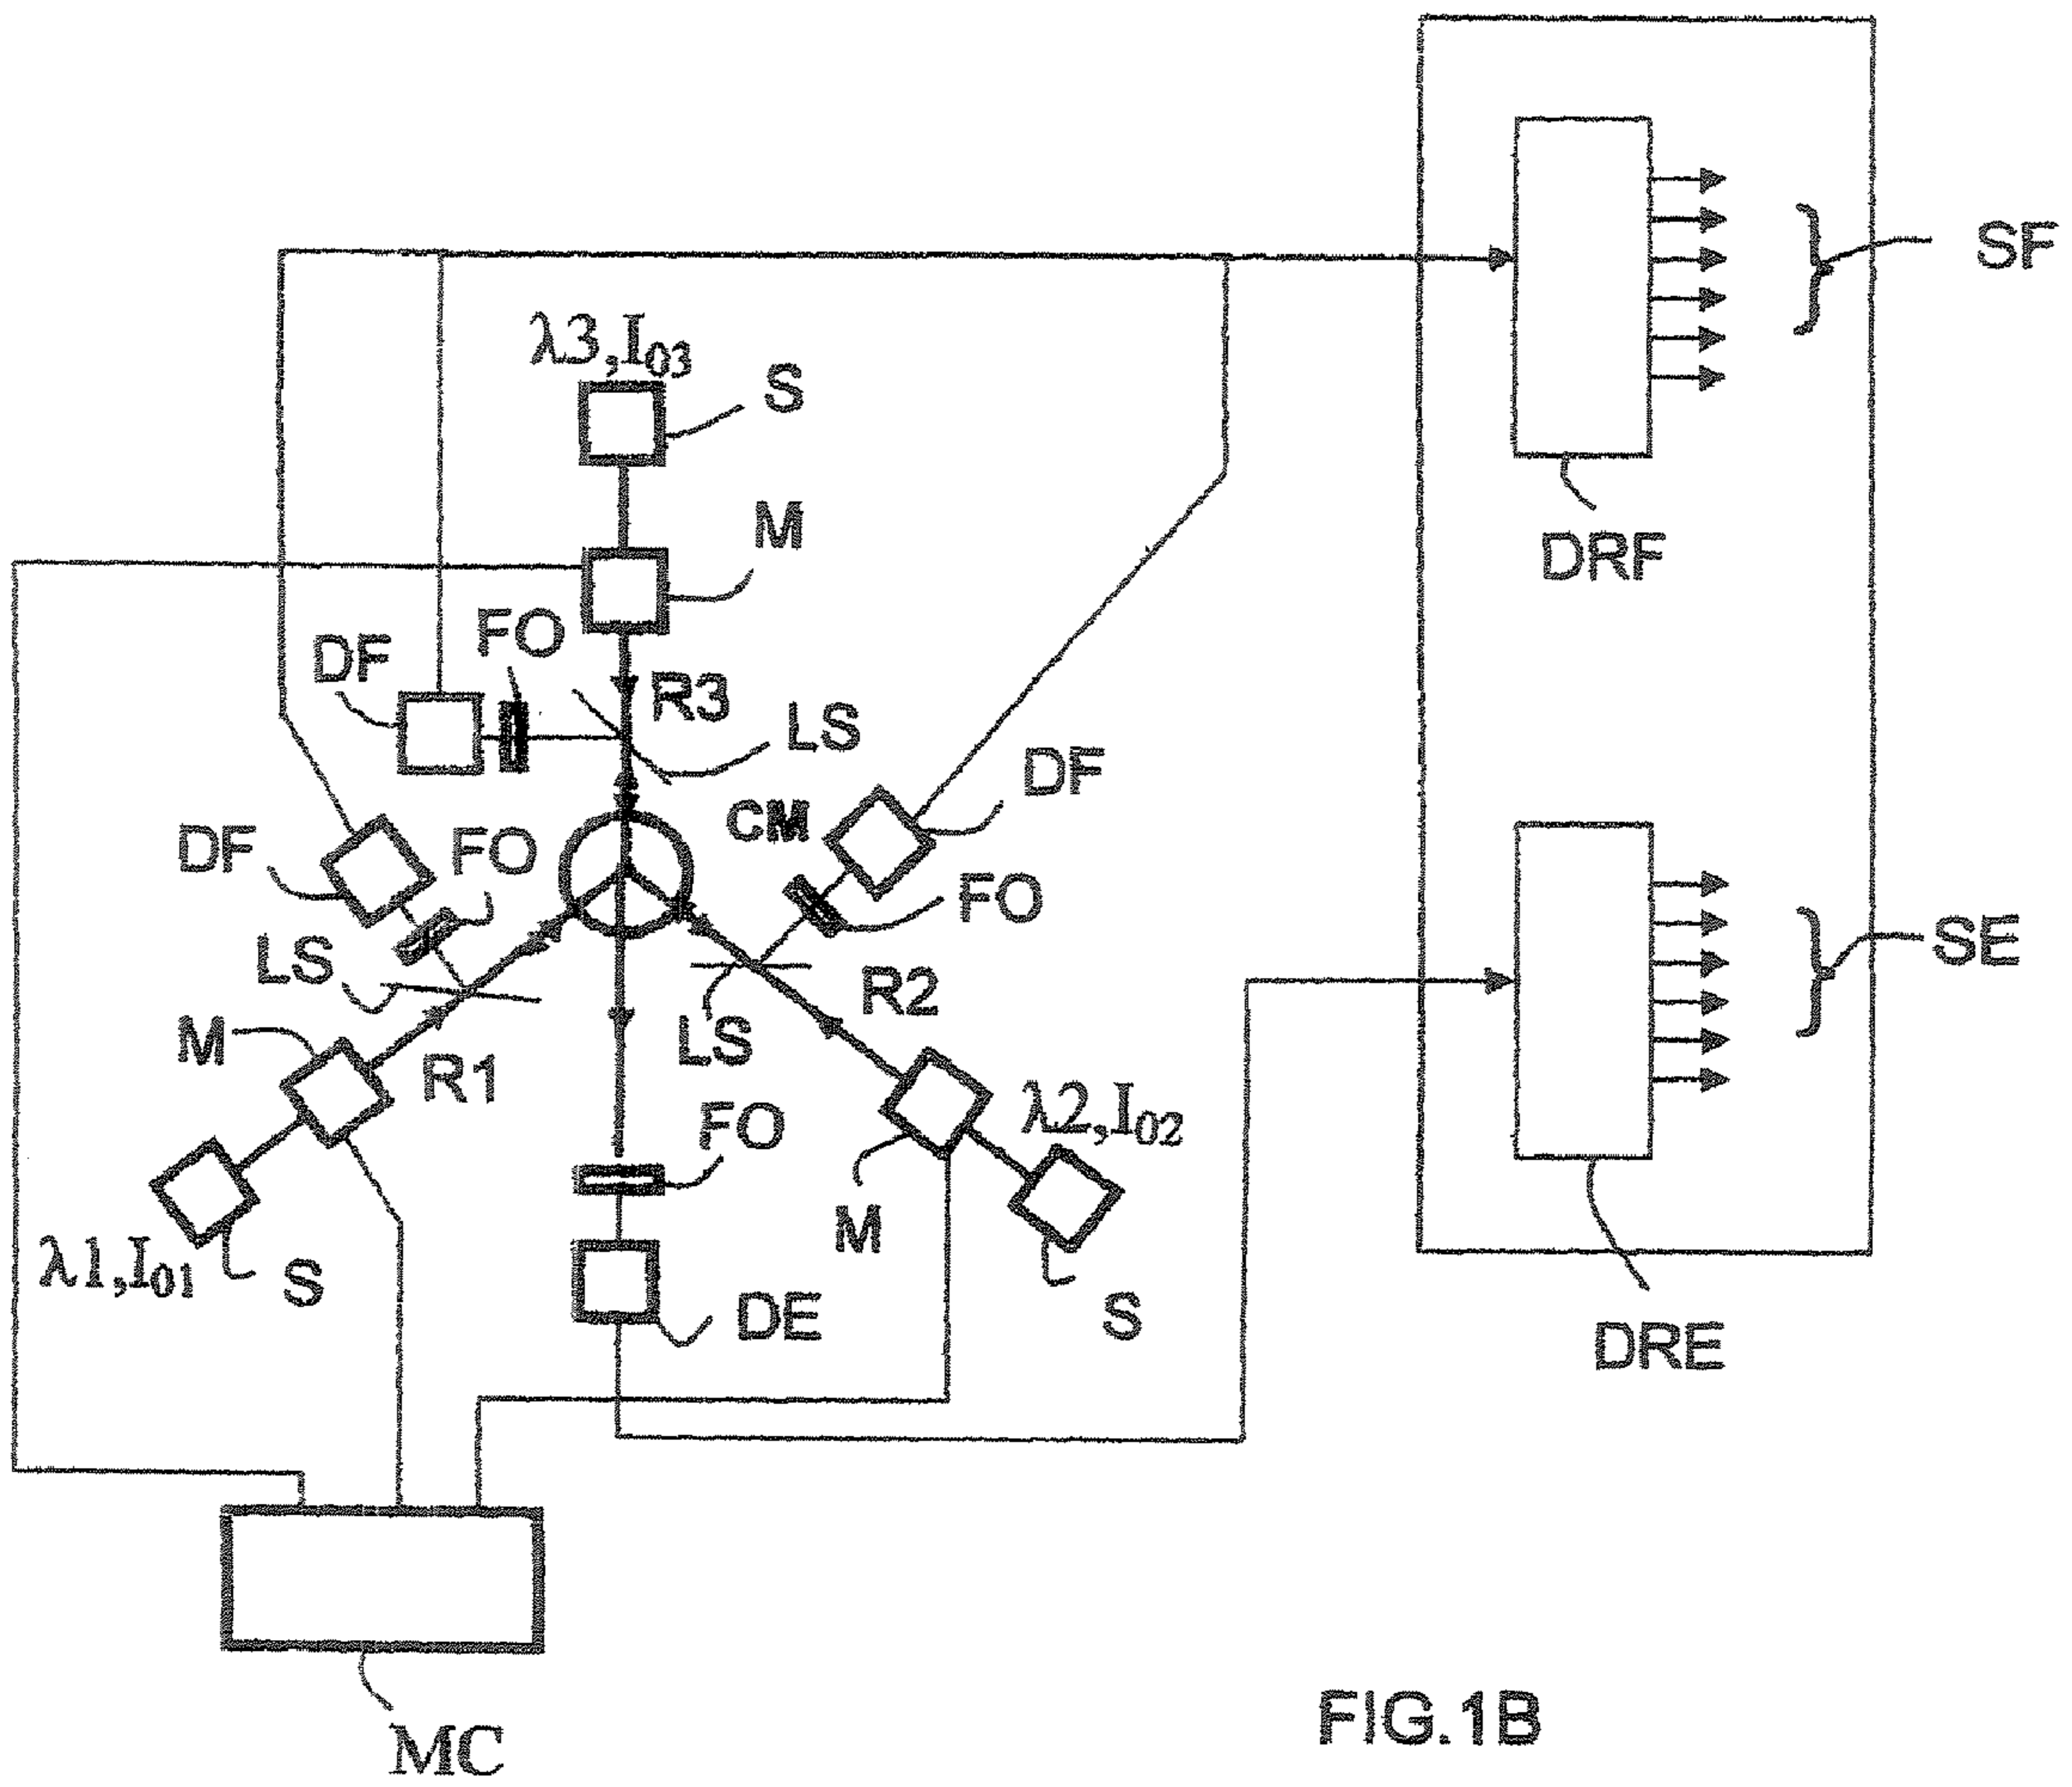 SF
λ3,I03
S
M
DRF
FO
DF
R3
LS
DF
CM
DF
FO
FO
LS
R2
SE
M
LS
R1
λ2,I02
FO
M
λ1,I01
S
DE
S
DRE
MC
FIG.1B